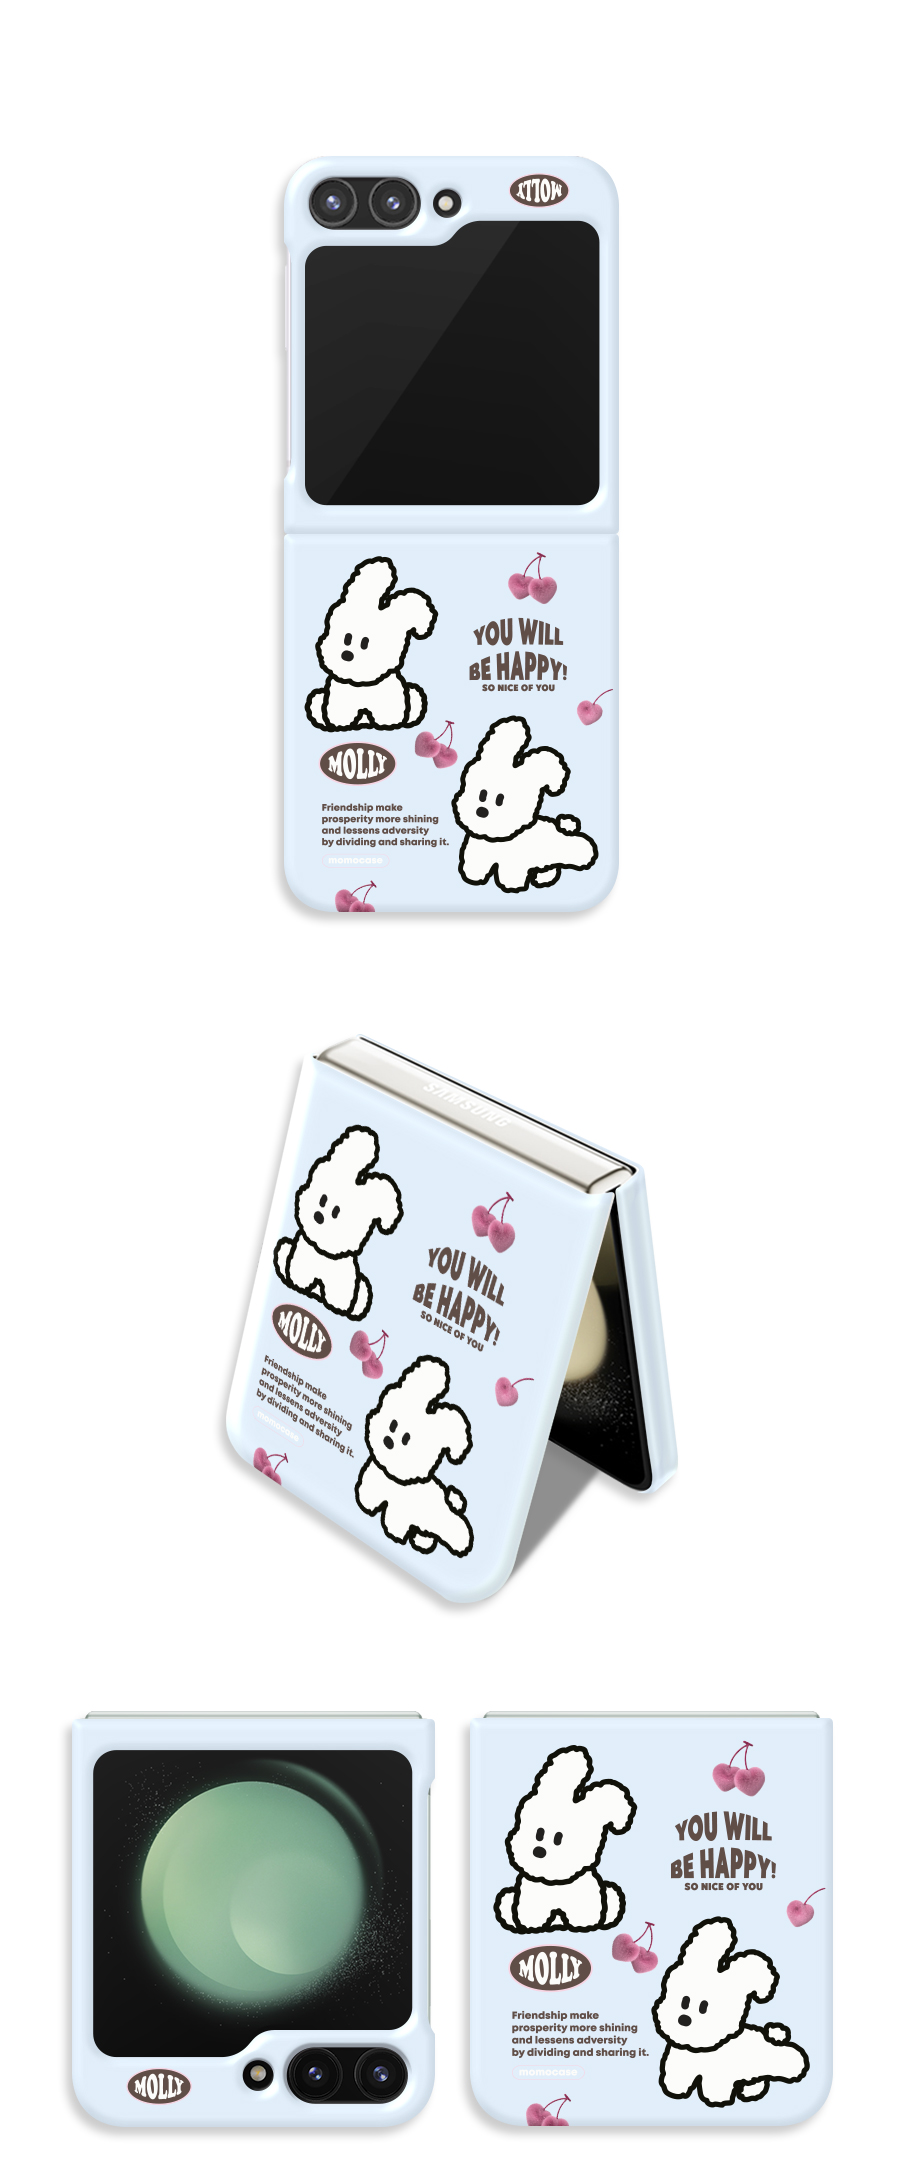 MOLLY
YOU WILL
BE HAPPY!
SO NICE OF YOU
MOLLY
Friendship make
prosperity more shining
and lessens adversity
by dividing and sharing it.
momocase
SAMSUNG
YOU WILL
BE HAPPY!
SO NICE OF YOU
MOLLY
Friendship make
prosperity more shining
and lessens adversity
by dividing and sharing it.
momocase
MOLLY
YOU WILL
BE HAPPY!
SO NICE OF YOU
MOLLY
Friendship make
prosperity more shining
and lessens adversity
by dividing and sharing it.
momocase